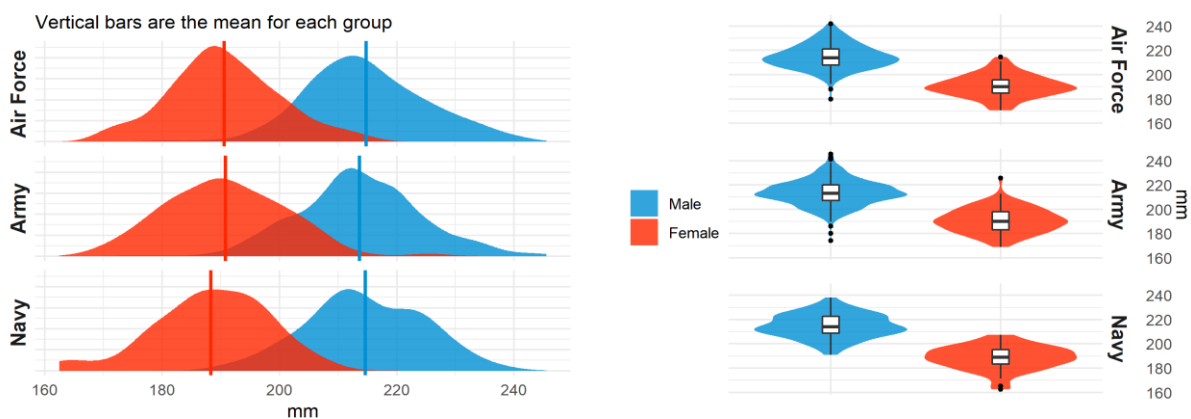 Vertical bars are the mean for each group
Air Force
Army
Navy
160 180 200 220 240
mm
Male
Female
Air Force
240
220
200
180
160
Army
240
220
200
180
160
mm
Navy
240
220
200
180
160